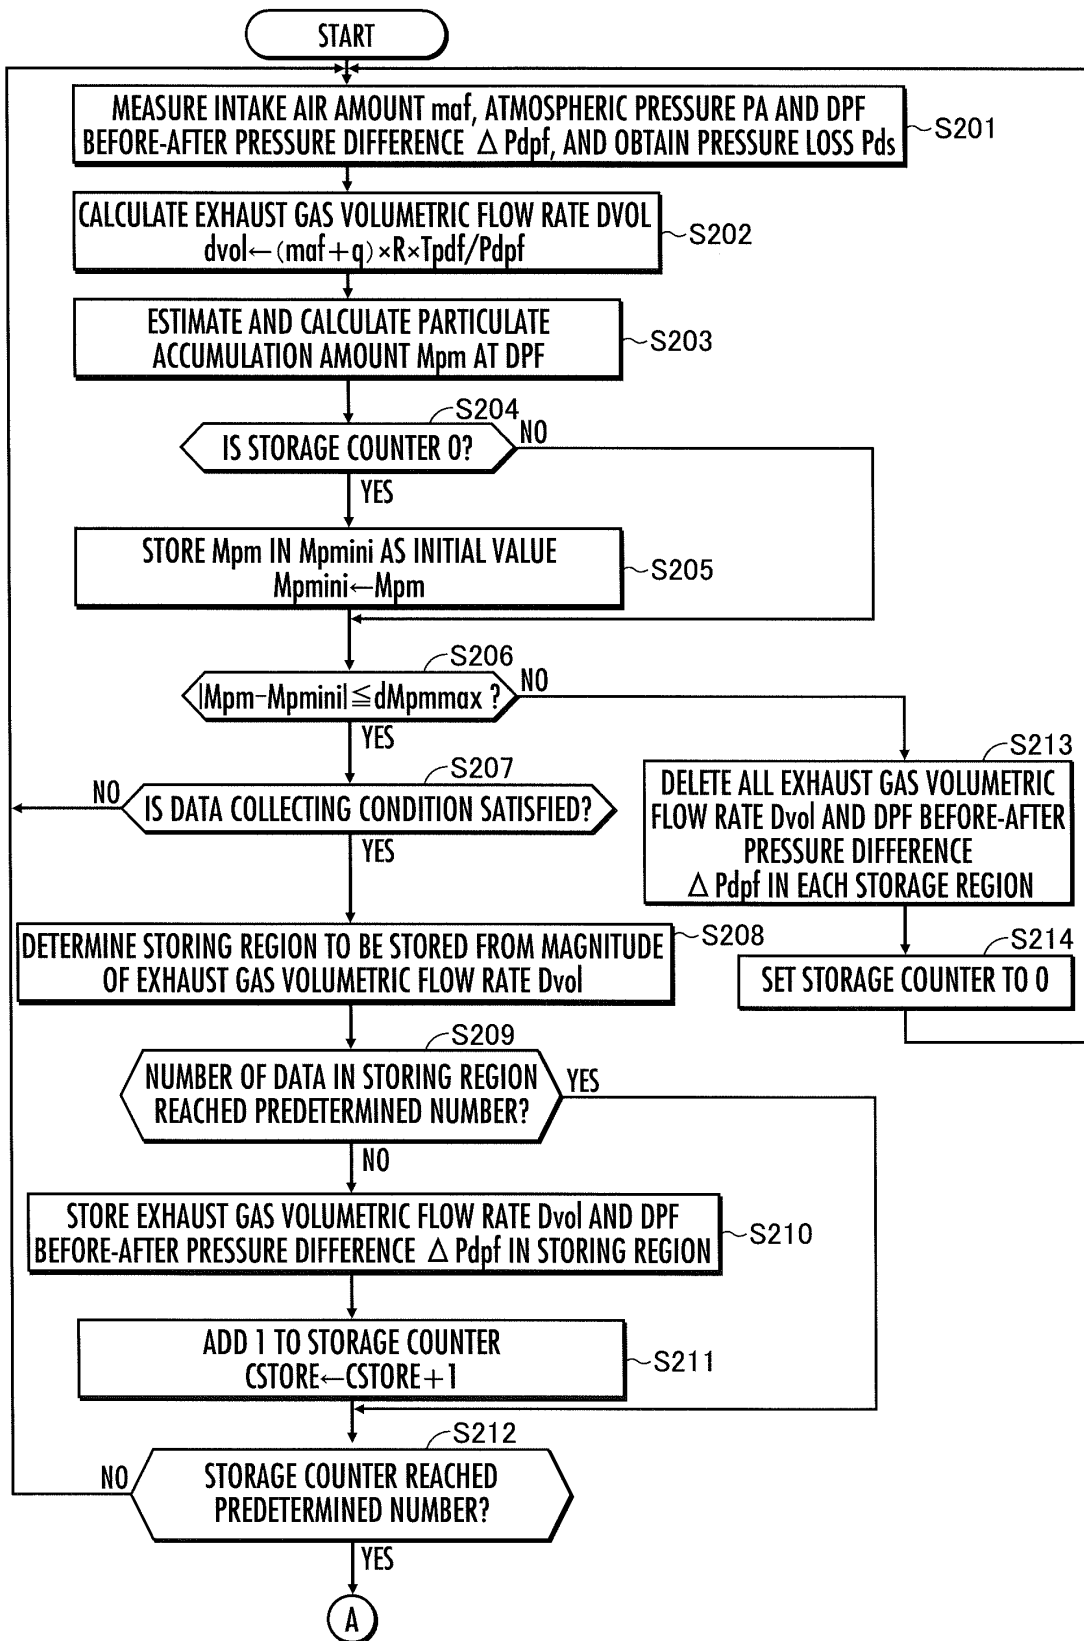 START
MEASURE INTAKE AIR AMOUNT maf, ATMOSPHERIC PRESSURE PA AND DPF
BEFORE-AFTER PRESSURE DIFFERENCE △ Pdpf, AND OBTAIN PRESSURE LOSS Pds
S201
CALCULATE EXHAUST GAS VOLUMETRIC FLOW RATE DVOL
dvol←(maf+q)×R×Tpdf/Pdpf
S202
ESTIMATE AND CALCULATE PARTICULATE
ACCUMULATION AMOUNT Mpm AT DPF
S203
S204
IS STORAGE COUNTER 0?
NO
YES
STORE Mpm IN Mpmini AS INITIAL VALUE
Mpmini←Mpm
S205
S206
|Mpm-Mpmini|≦dMpmmax ?
NO
YES
S207
NO
IS DATA COLLECTING CONDITION SATISFIED?
YES
S213
DELETE ALL EXHAUST GAS VOLUMETRIC
FLOW RATE Dvol AND DPF BEFORE-AFTER
PRESSURE DIFFERENCE
△ Pdpf IN EACH STORAGE REGION
S208
DETERMINE STORING REGION TO BE STORED FROM MAGNITUDE
OF EXHAUST GAS VOLUMETRIC FLOW RATE Dvol
S214
SET STORAGE COUNTER TO 0
S209
NUMBER OF DATA IN STORING REGION
REACHED PREDETERMINED NUMBER?
YES
NO
STORE EXHAUST GAS VOLUMETRIC FLOW RATE Dvol AND DPF
BEFORE-AFTER PRESSURE DIFFERENCE △ Pdpf IN STORING REGION
S210
ADD 1 TO STORAGE COUNTER
CSTORE←CSTORE+1
S211
S212
NO
STORAGE COUNTER REACHED
PREDETERMINED NUMBER?
YES
A